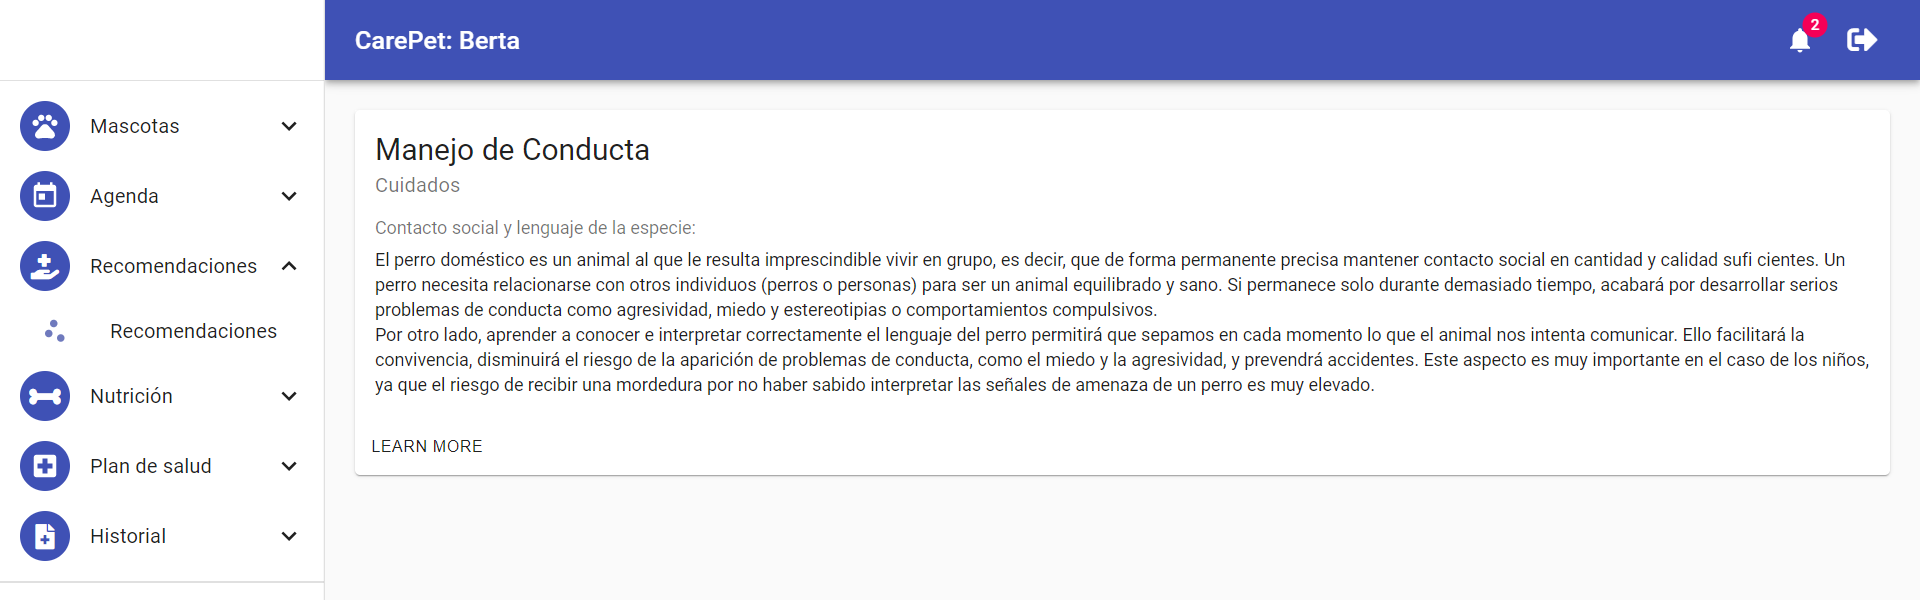 CarePet: Berta
2
Mascotas
Agenda
Recomendaciones
Recomendaciones
Nutrición
Plan de salud
Historial
Manejo de Conducta
Cuidados
Contacto social y lenguaje de la especie:
El perro doméstico es un animal al que le resulta imprescindible vivir en grupo, es decir, que de forma permanente precisa mantener contacto social en cantidad y calidad sufi cientes. Un
perro necesita relacionarse con otros individuos (perros o personas) para ser un animal equilibrado y sano. Si permanece solo durante demasiado tiempo, acabará por desarrollar serios
problemas de conducta como agresividad, miedo y estereotipias o comportamientos compulsivos.
Por otro lado, aprender a conocer e interpretar correctamente el lenguaje del perro permitirá que sepamos en cada momento lo que el animal nos intenta comunicar. Ello facilitará la
convivencia, disminuirá el riesgo de la aparición de problemas de conducta, como el miedo y la agresividad, y prevendrá accidentes. Este aspecto es muy importante en el caso de los niños,
ya que el riesgo de recibir una mordedura por no haber sabido interpretar las señales de amenaza de un perro es muy elevado.
LEARN MORE